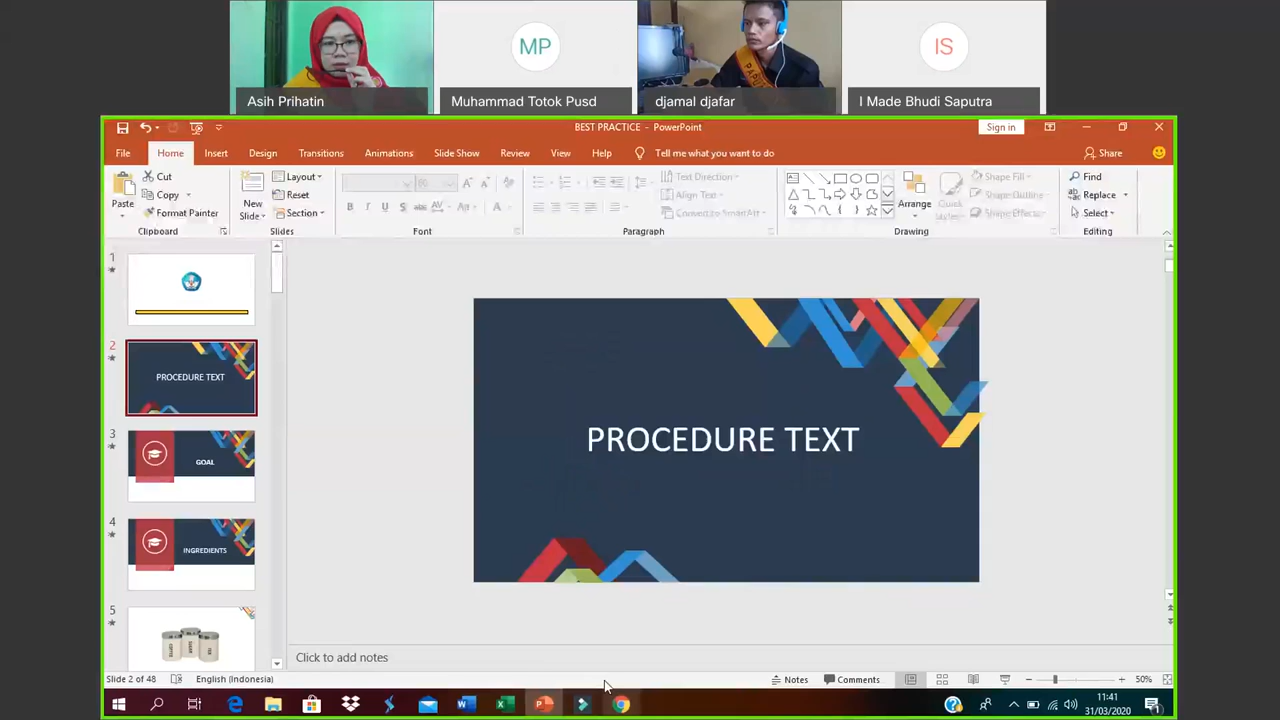 MP
IS
Asih Prihatin
Muhammad Totok Pusd
djamal djafar
I Made Bhudi Saputra
BEST PRACTICE - PowerPoint
Sign in
File Home Insert Design Transitions Animations Slide Show Review View Help Tell me what you want to do Share
Paste
Cut
Copy
Format Painter
Clipboard
New Slide
Layout
Reset
Section
Slides
Font
Text Direction
Align Text
Convert to SmartArt
Paragraph
Arrange
Quick Styles
Shape Fill
Shape Outline
Shape Effects
Drawing
Find
Replace
Select
Editing
1
2
PROCEDURE TEXT
3
GOAL
4
INGREDIENTS
5
PROCEDURE TEXT
Click to add notes
Slide 2 of 48 English (Indonesia) Notes Comments 50%
11:41
31/03/2020